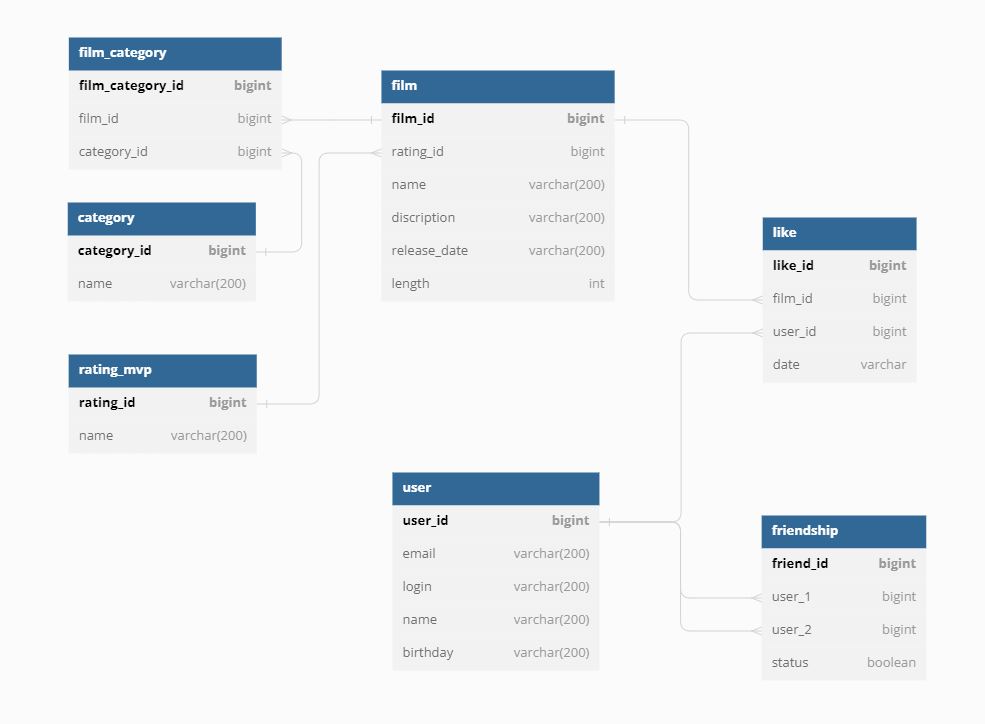 film_category
film_category_id bigint
film_id bigint
category_id bigint
category
category_id bigint
name varchar(200)
rating_mvp
rating_id bigint
name varchar(200)
film
film_id bigint
rating_id bigint
name varchar(200)
discription varchar(200)
release_date varchar(200)
length int
user
user_id bigint
email varchar(200)
login varchar(200)
name varchar(200)
birthday varchar(200)
like
like_id bigint
film_id bigint
user_id bigint
date varchar
friendship
friend_id bigint
user_1 bigint
user_2 bigint
status boolean